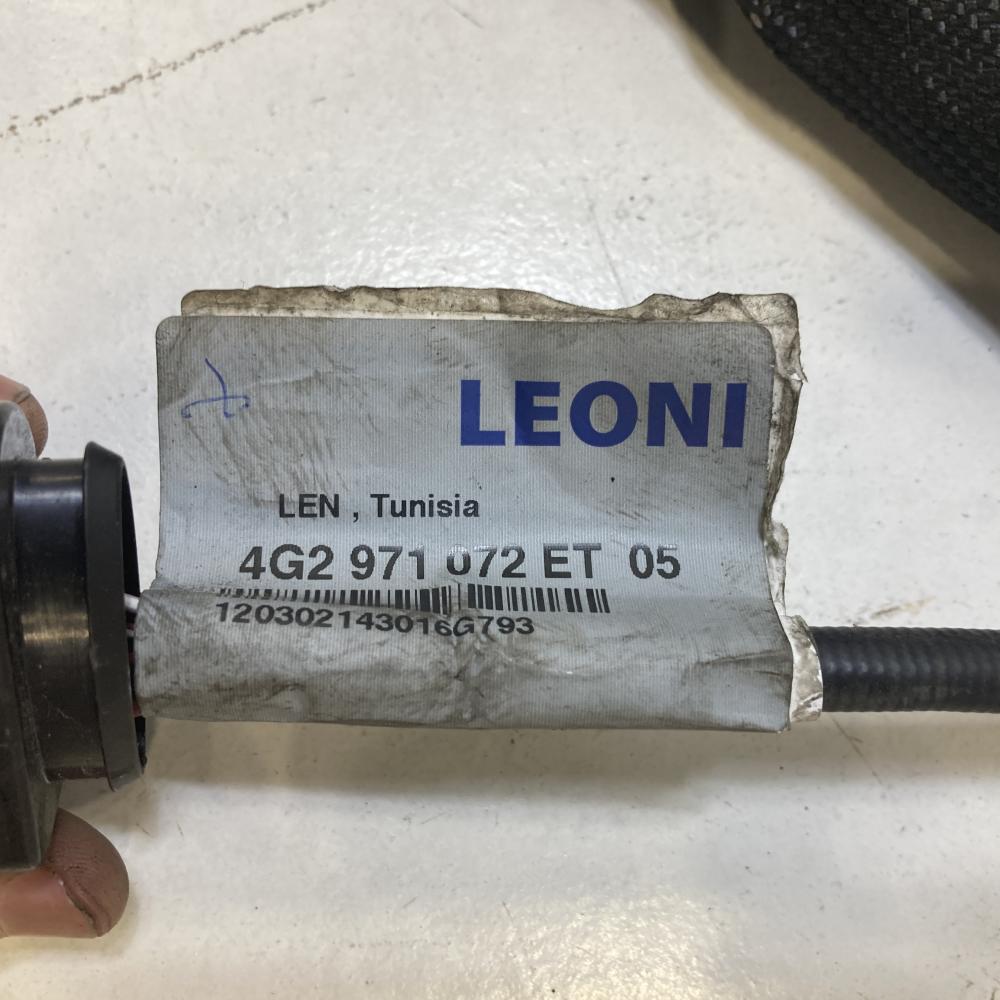 LEONI
LEN , Tunisia
4G2 971 072 ET 05
120302143016G793